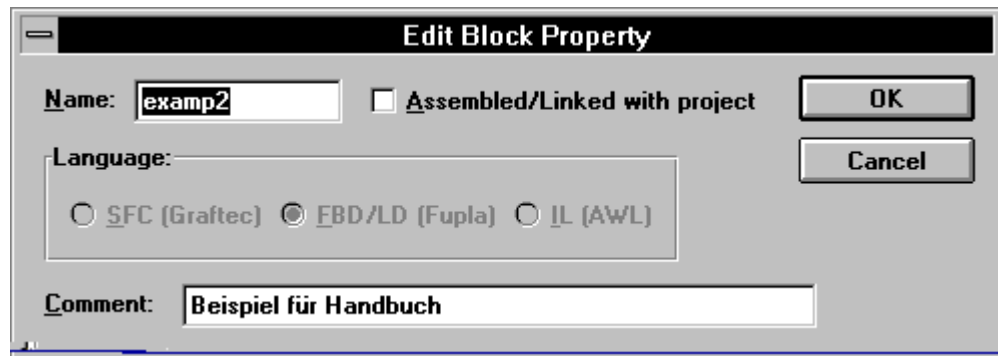 Edit Block Property
Name: examp2 Assembled/Linked with project OK
Language: Cancel
SFC (Graftec) FBD/LD (Fupla) IL (AWL)
Comment: Beispiel für Handbuch